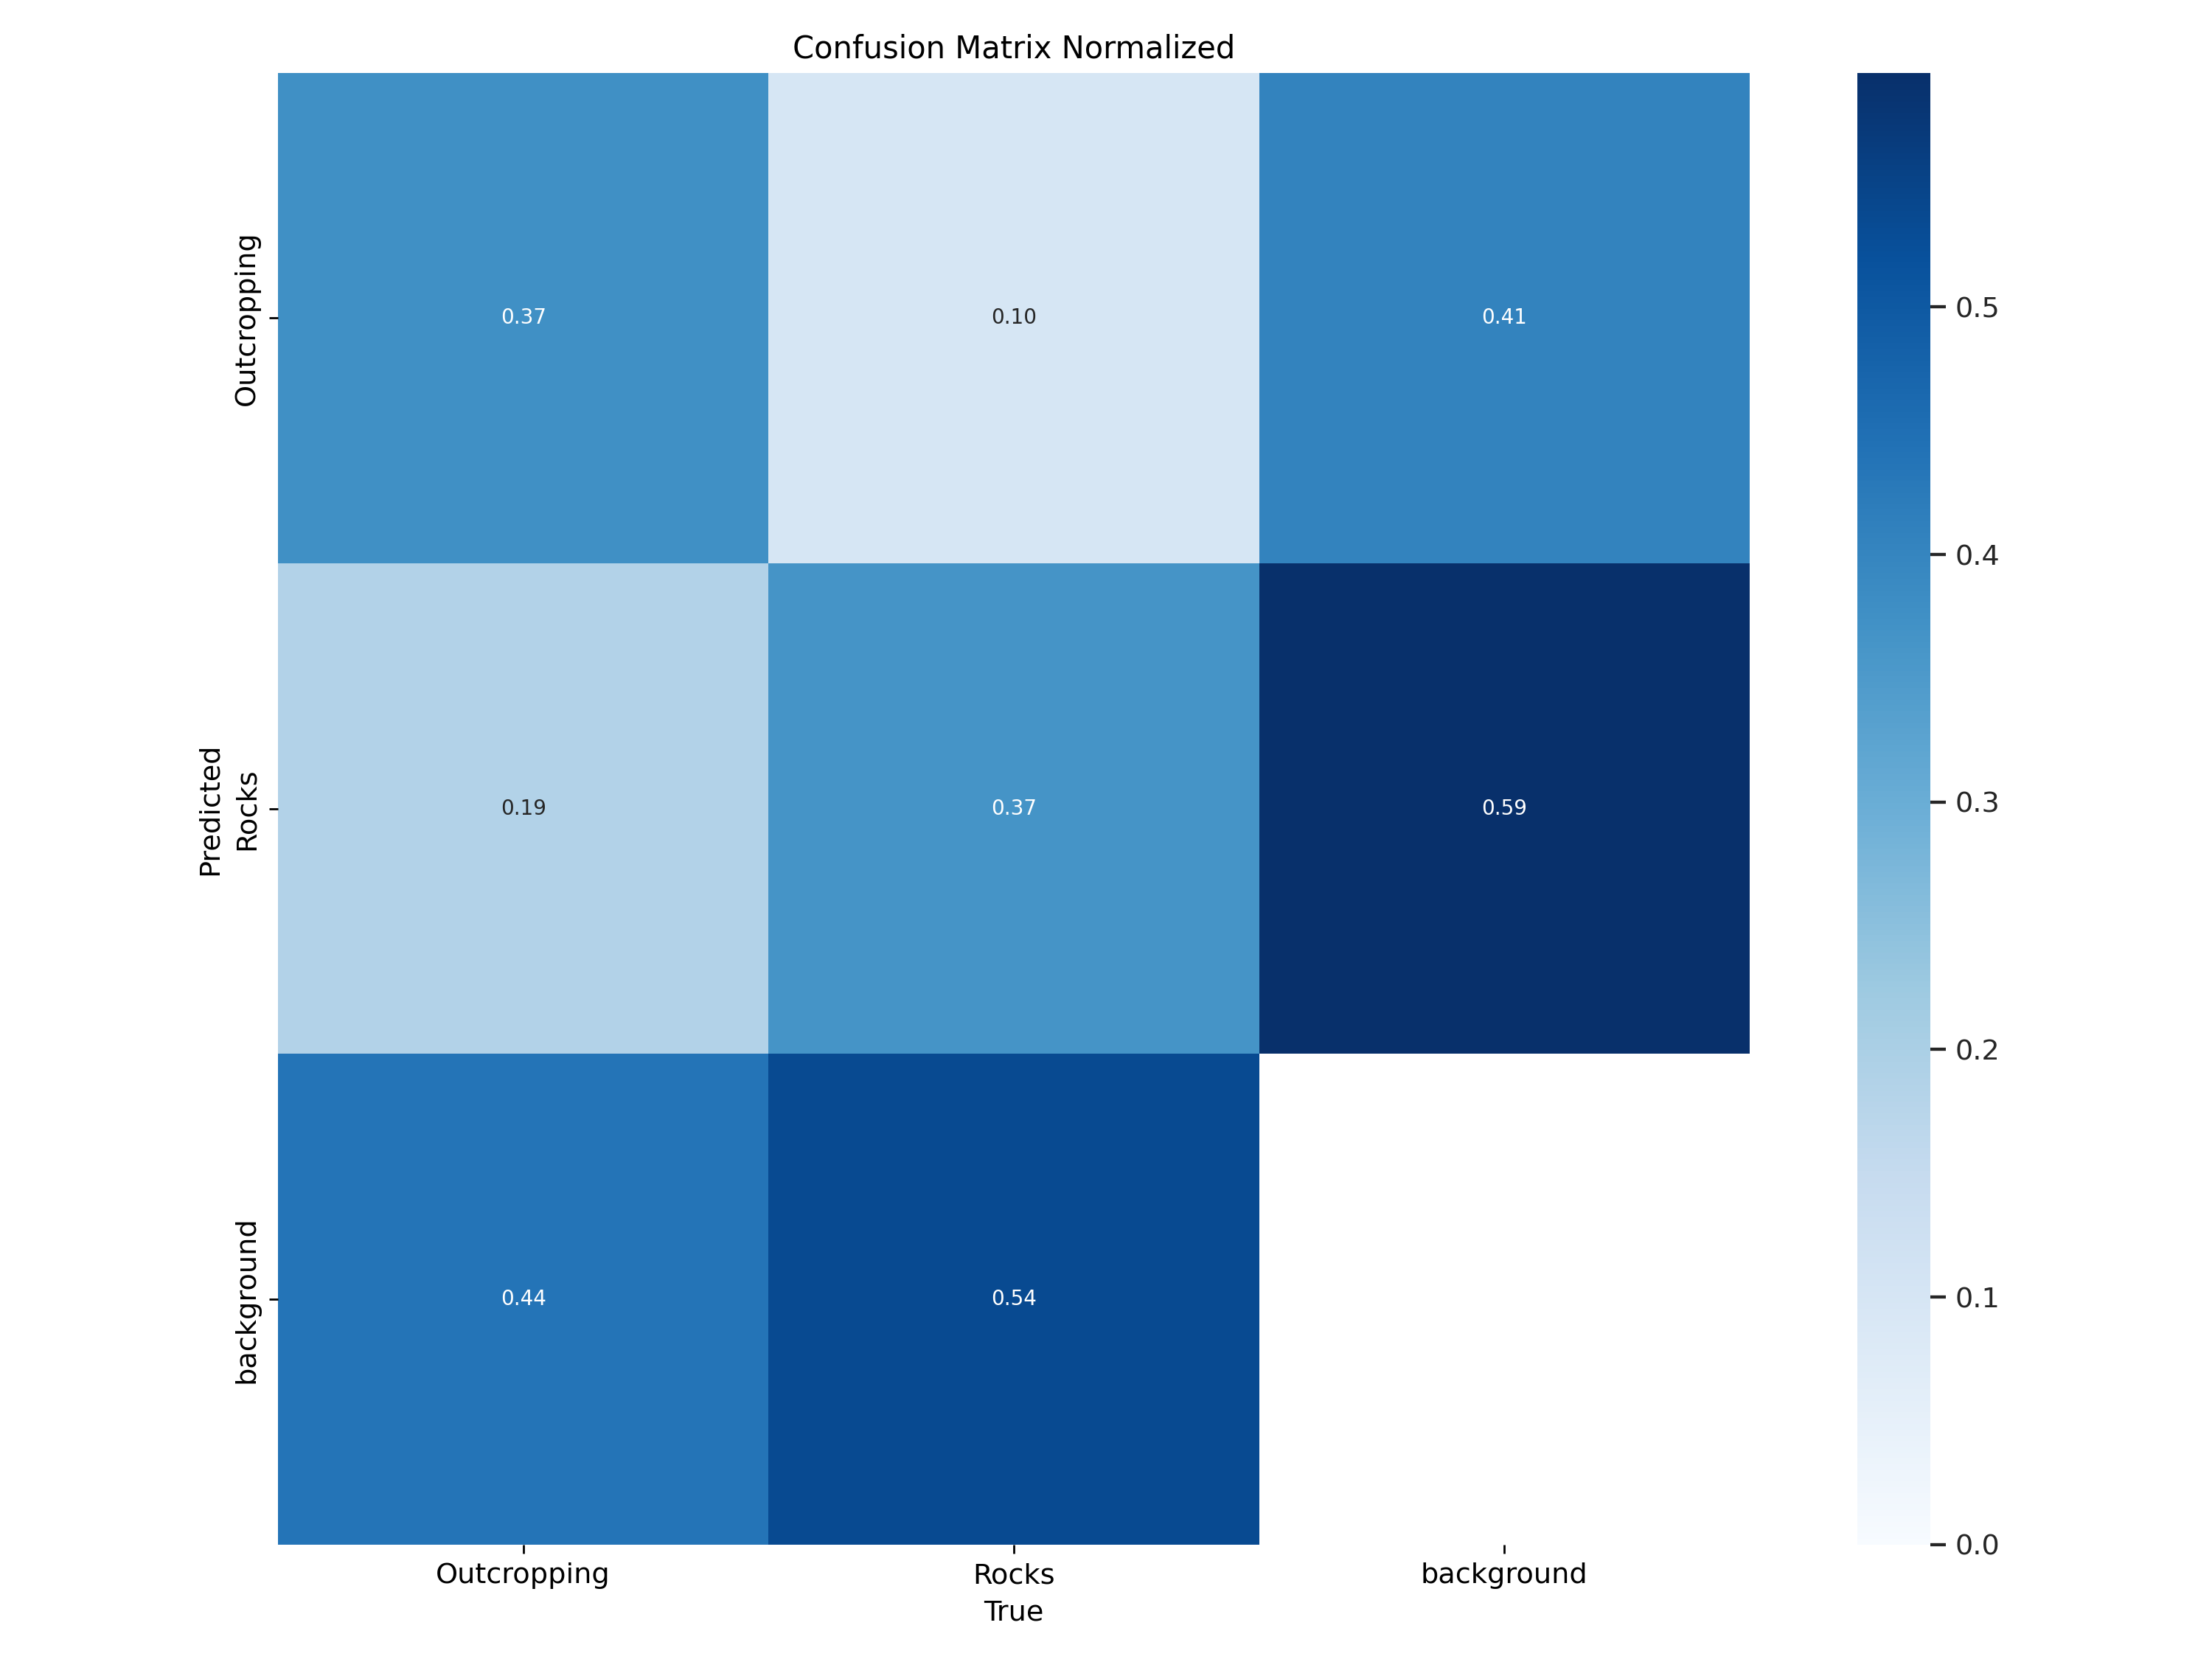 Confusion Matrix Normalized
Outcropping
0.37 0.10 0.41
0.5
0.4
Predicted
Rocks
0.19 0.37 0.59
0.3
0.2
background
0.44 0.54
0.1
0.0
Outcropping Rocks background
True